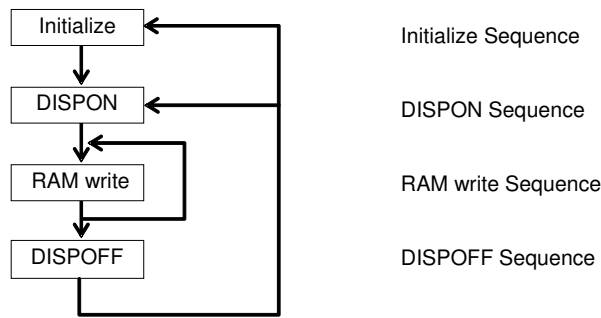 Initialize
Initialize Sequence
DISPON
DISPON Sequence
RAM write
RAM write Sequence
DISPOFF
DISPOFF Sequence